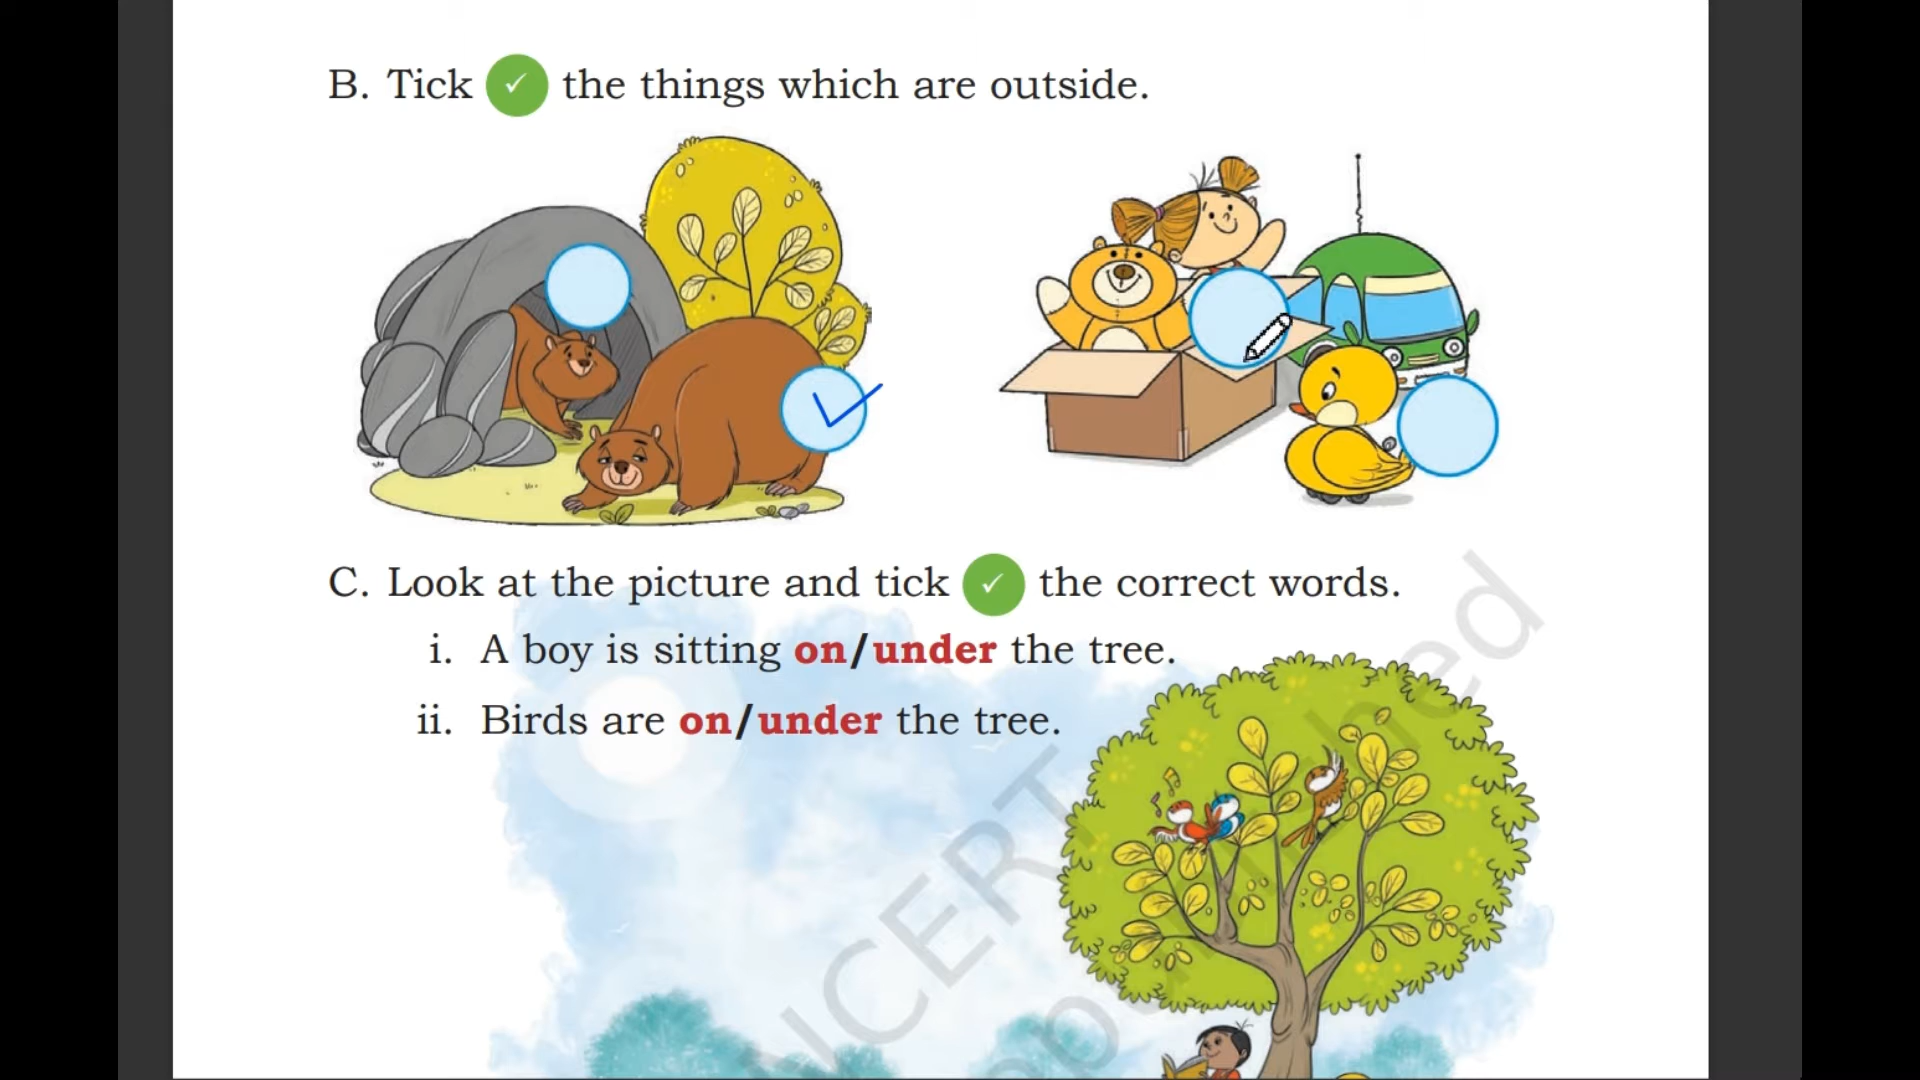 B. Tick ✓ the things which are outside.
C. Look at the picture and tick ✓ the correct words.
i. A boy is sitting on/under the tree.
ii. Birds are on/under the tree.
NCERT